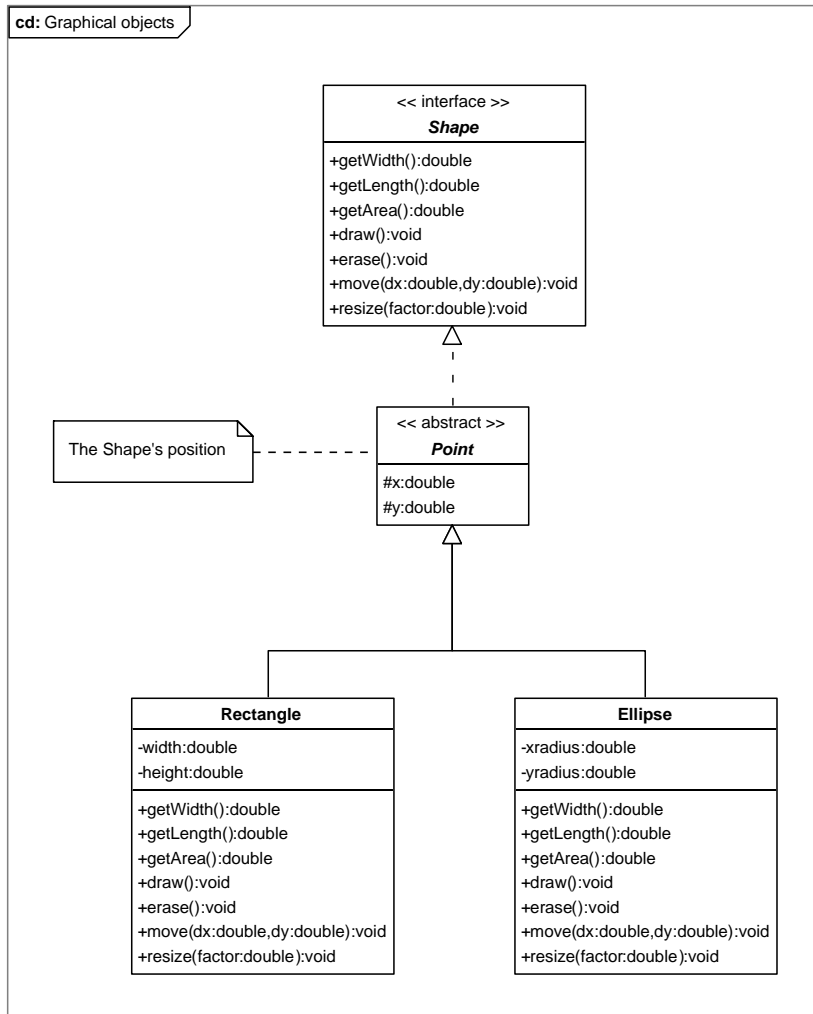 cd: Graphical objects
<< interface >>
Shape
+getWidth():double
+getLength():double
+getArea():double
+draw():void
+erase():void
+move(dx:double,dy:double):void
+resize(factor:double):void
The Shape's position
<< abstract >>
Point
#x:double
#y:double
Rectangle
-width:double
-height:double
+getWidth():double
+getLength():double
+getArea():double
+draw():void
+erase():void
+move(dx:double,dy:double):void
+resize(factor:double):void
Ellipse
-xradius:double
-yradius:double
+getWidth():double
+getLength():double
+getArea():double
+draw():void
+erase():void
+move(dx:double,dy:double):void
+resize(factor:double):void